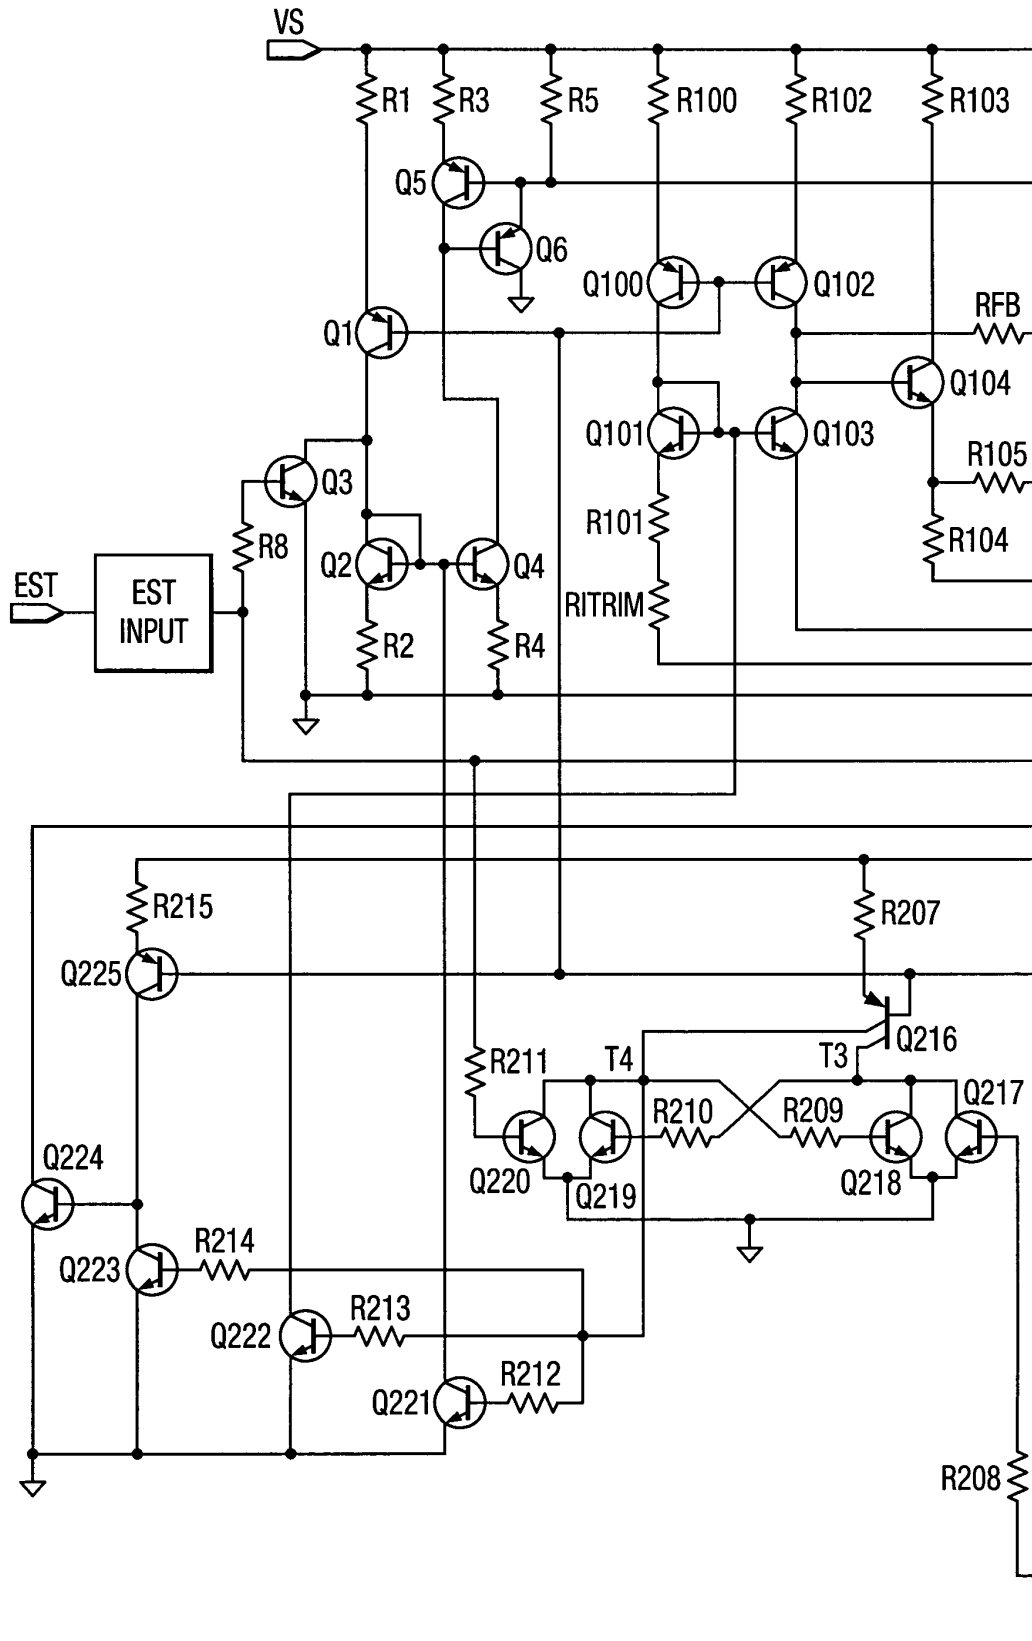 VS
R1
R3
R5
R100
R102
R103
Q5
Q6
Q100
Q102
RFB
Q1
Q104
Q101
Q103
R105
Q3
R101
R104
R8
Q2
Q4
EST
EST
INPUT
RITRIM
R2
R4
R215
R207
Q225
Q216
R211
T4
T3
Q217
R210
R209
Q224
Q220
Q219
Q218
R214
Q223
R213
Q222
R212
Q221
R208